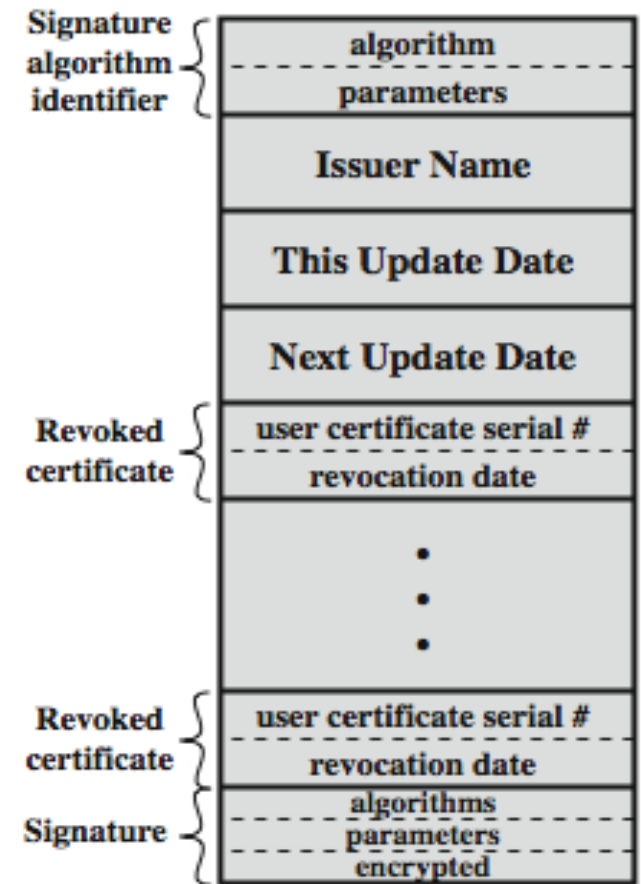 Signature
algorithm
identifier
algorithm
parameters
Issuer Name
This Update Date
Next Update Date
Revoked
certificate
user certificate serial #
revocation date
Revoked
certificate
user certificate serial #
revocation date
Signature
algorithms
parameters
encrypted